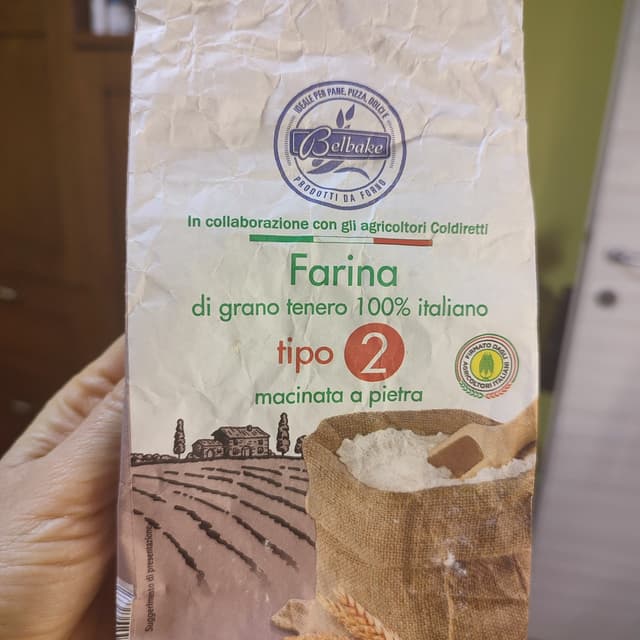 IDEALE PER PANE, PIZZA, DOLCI E
Belbake
PRODOTTI DA FORNO
In collaborazione con gli agricoltori Coldiretti
Farina
di grano tenero 100% italiano
tipo 2
FIRMATO DAGLI
AGRICOLTORI ITALIANI
macinata a pietra
Suggerimento di presentazione